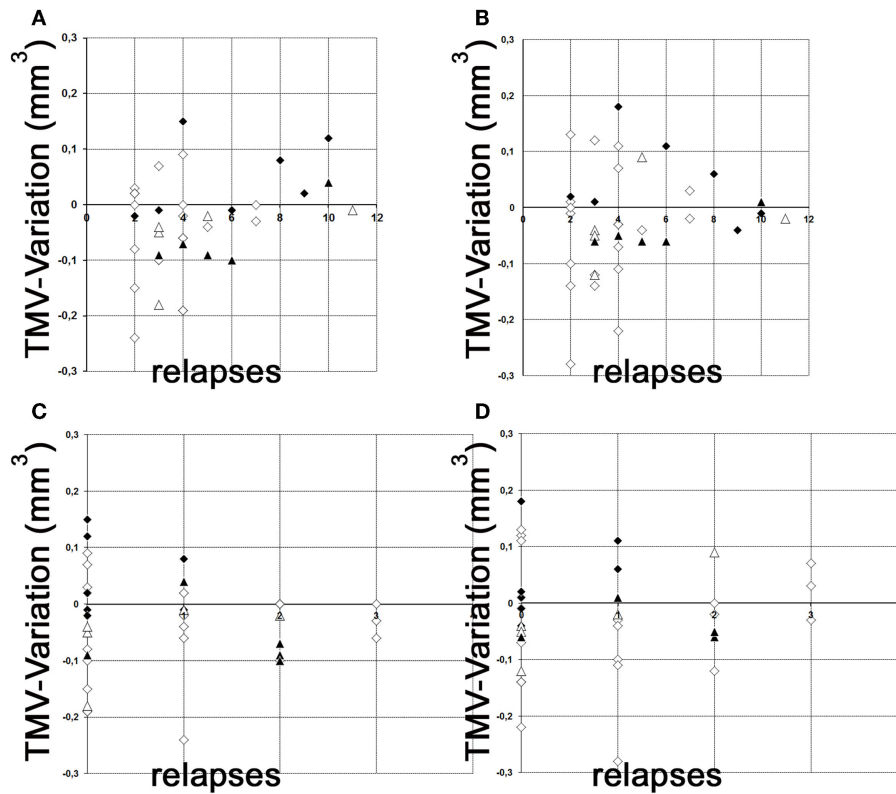 A
TMV-Variation (mm³)
0,3
0,2
0,1
0
-0,1
-0,2
-0,3
0 2 4 6 8 10 12
relapses
B
TMV-Variation (mm³)
0,3
0,2
0,1
0
-0,1
-0,2
-0,3
0 2 4 6 8 10 12
relapses
C
TMV-Variation (mm³)
0,3
0,2
0,1
0
-0,1
-0,2
-0,3
1 2 3
relapses
D
TMV-Variation (mm³)
0,3
0,2
0,1
0
-0,1
-0,2
-0,3
0 1 2 3
relapses